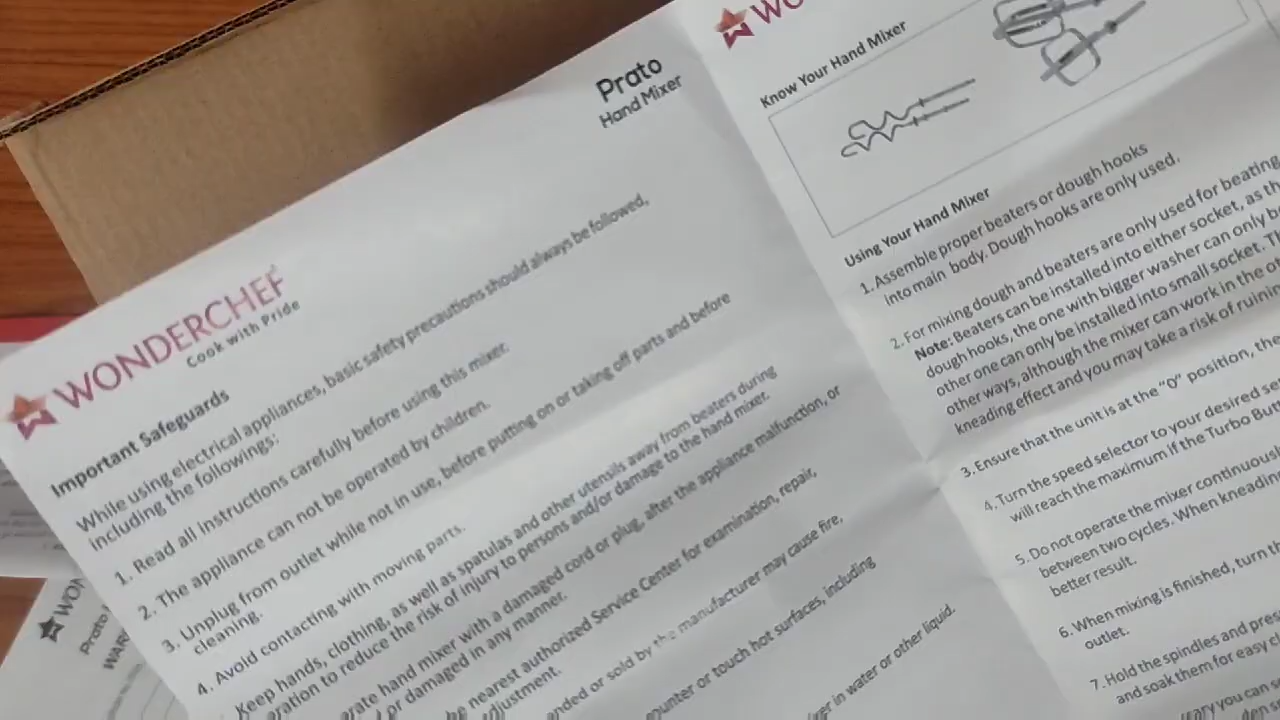 Prato
Hand Mixer
WONDERCHEF
Cook with Pride
Important Safeguards
While using electrical appliances, basic safety precautions should always be followed,
including the followings:
1. Read all instructions carefully before using this mixer.
2. The appliance can not be operated by children.
3. Unplug from outlet while not in use, before putting on or taking off parts and before
cleaning.
4. Avoid contacting with moving parts.
Keep hands, clothing, as well as spatulas and other utensils away from beaters during
to reduce the risk of injury to persons and/or damage to the hand mixer.
hand mixer with a damaged cord or plug, after the appliance malfunction, or
or damaged in any manner.
nearest authorized Service Center for examination, repair,
or sold by the manufacturer may cause fire,
or touch hot surfaces, including
in water or other liquid.
WO
Know Your Hand Mixer
Using Your Hand Mixer
1. Assemble proper beaters or dough hooks
into main body. Dough hooks are only used.
2. For mixing dough and beaters are only used for beating
Note: Beaters can be installed into either socket, as the
dough hooks, the one with bigger washer can only be
other one can only be installed into small socket.
other ways, although the mixer can work in the
kneading effect and you may take a risk of ruining
3. Ensure that the unit is at the "0" position, the
4. Turn the speed selector to your desired
will reach the maximum if the Turbo
5. Do not operate the mixer continuously
between two cycles. When kneading
better result.
6. When mixing is finished, turn the
outlet.
7. Hold the spindles and
and soak them for easy
you can
WON
Prato